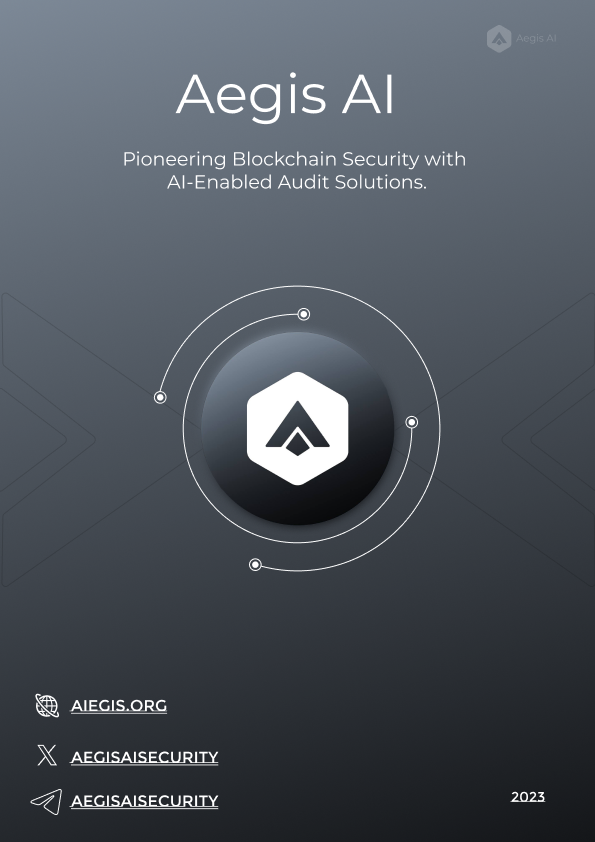 Aegis AI
Aegis AI
Pioneering Blockchain Security with
AI-Enabled Audit Solutions.
AIEGIS.ORG
AEGISAISECURITY
AEGISAISECURITY
2023